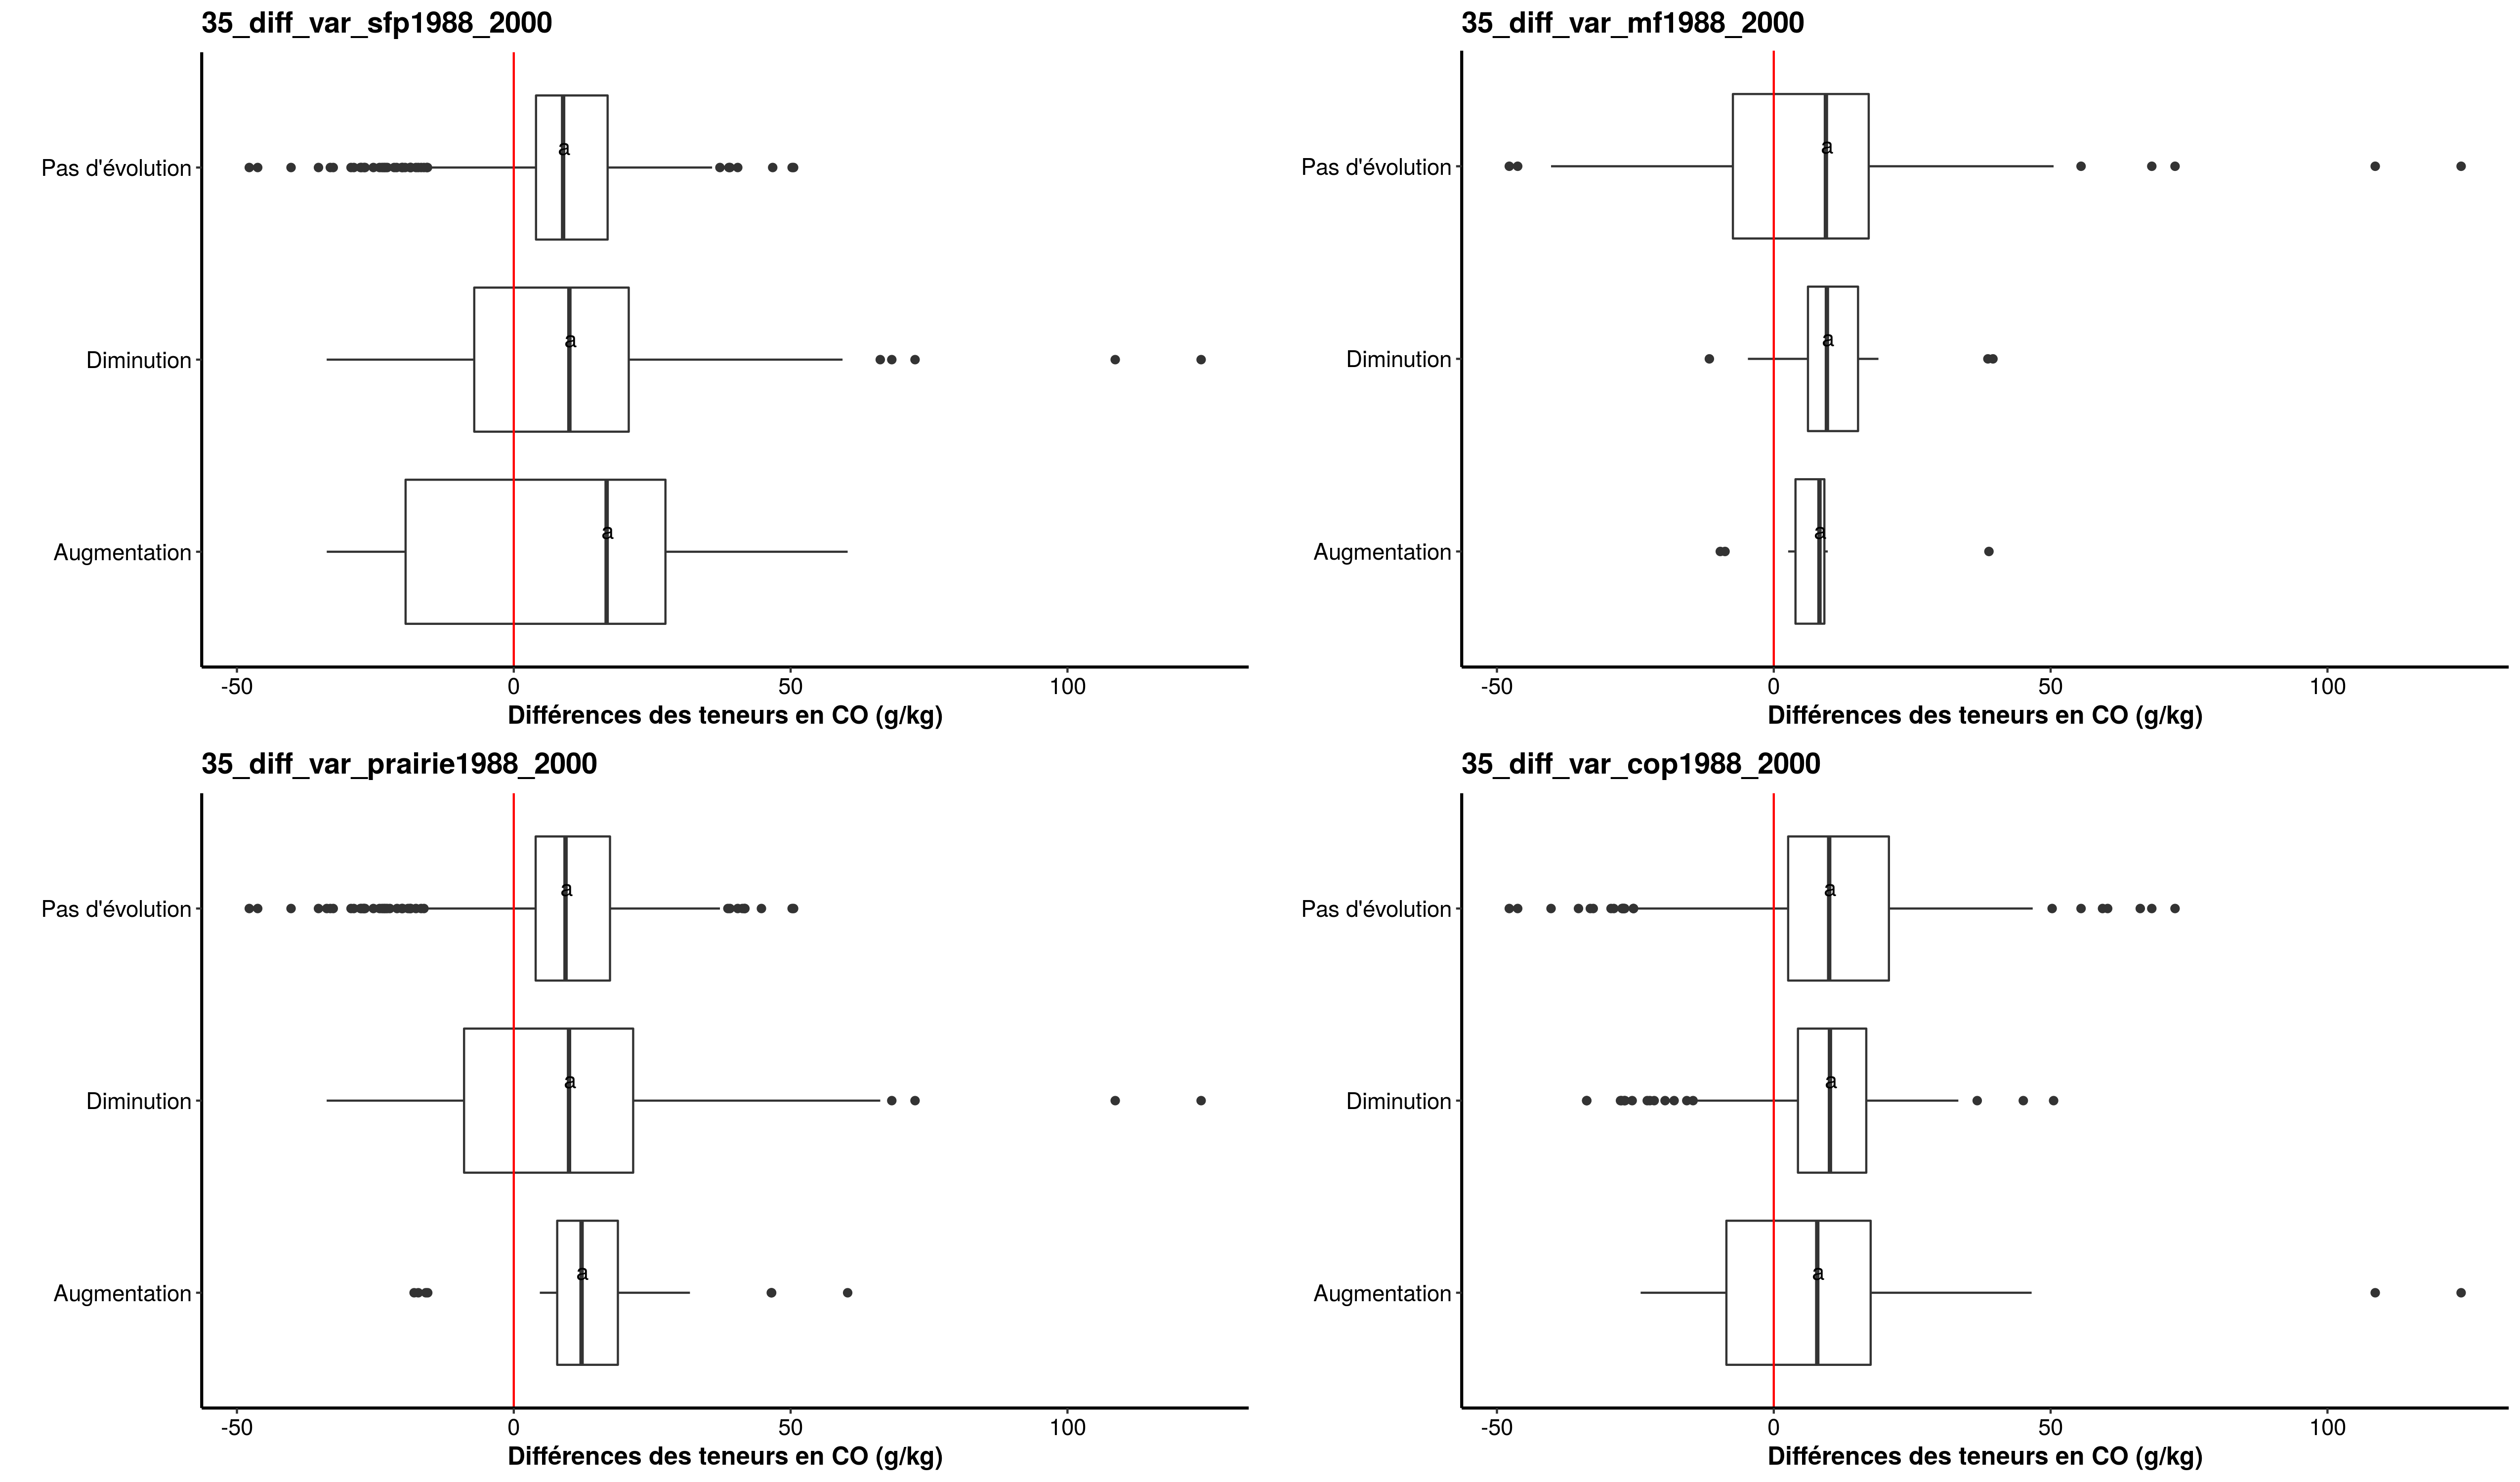 35_diff_var_sfp1988_2000
Pas d'évolution
a
Diminution
a
Augmentation
a
-50 0 50 100
Différences des teneurs en CO (g/kg)
35_diff_var_mf1988_2000
Pas d'évolution
a
Diminution
a
Augmentation
a
-50 0 50 100
Différences des teneurs en CO (g/kg)
35_diff_var_prairie1988_2000
Pas d'évolution
a
Diminution
a
Augmentation
a
-50 0 50 100
Différences des teneurs en CO (g/kg)
35_diff_var_cop1988_2000
Pas d'évolution
a
Diminution
a
Augmentation
a
-50 0 50 100
Différences des teneurs en CO (g/kg)